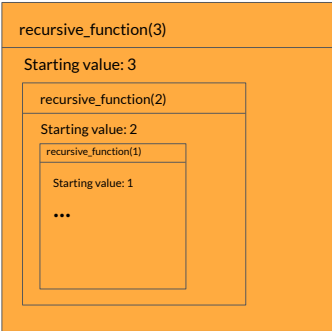 recursive_function(3)
Starting value: 3
recursive_function(2)
Starting value: 2
recursive_function(1)
Starting value: 1
...